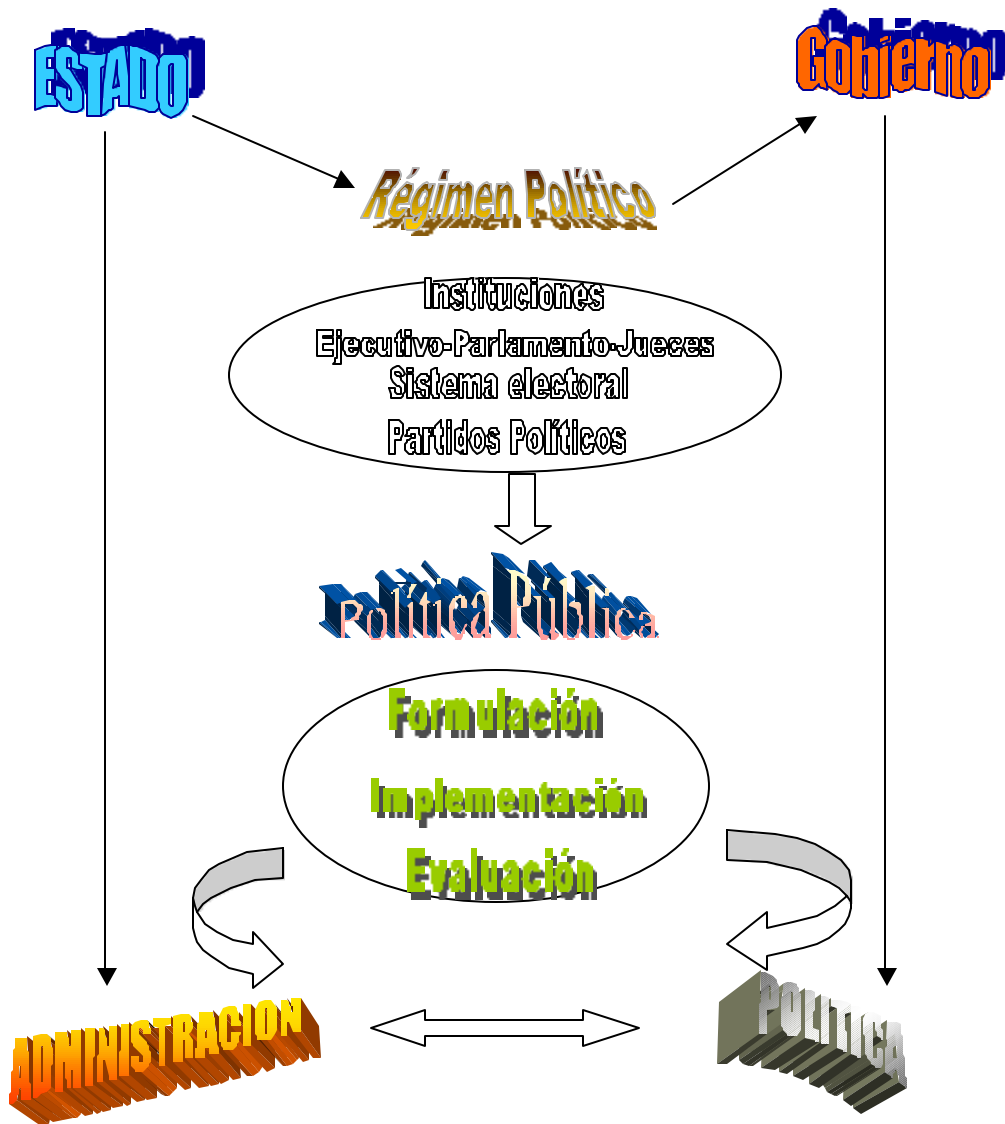 ESTADO
Gobierno
Régimen Político
Instituciones
Ejecutivo-Parlamento-Jueces
Sistema electoral
Partidos Políticos
Política Pública
Formulación
Implementación
Evaluación
ADMINISTRACION
POLITICA